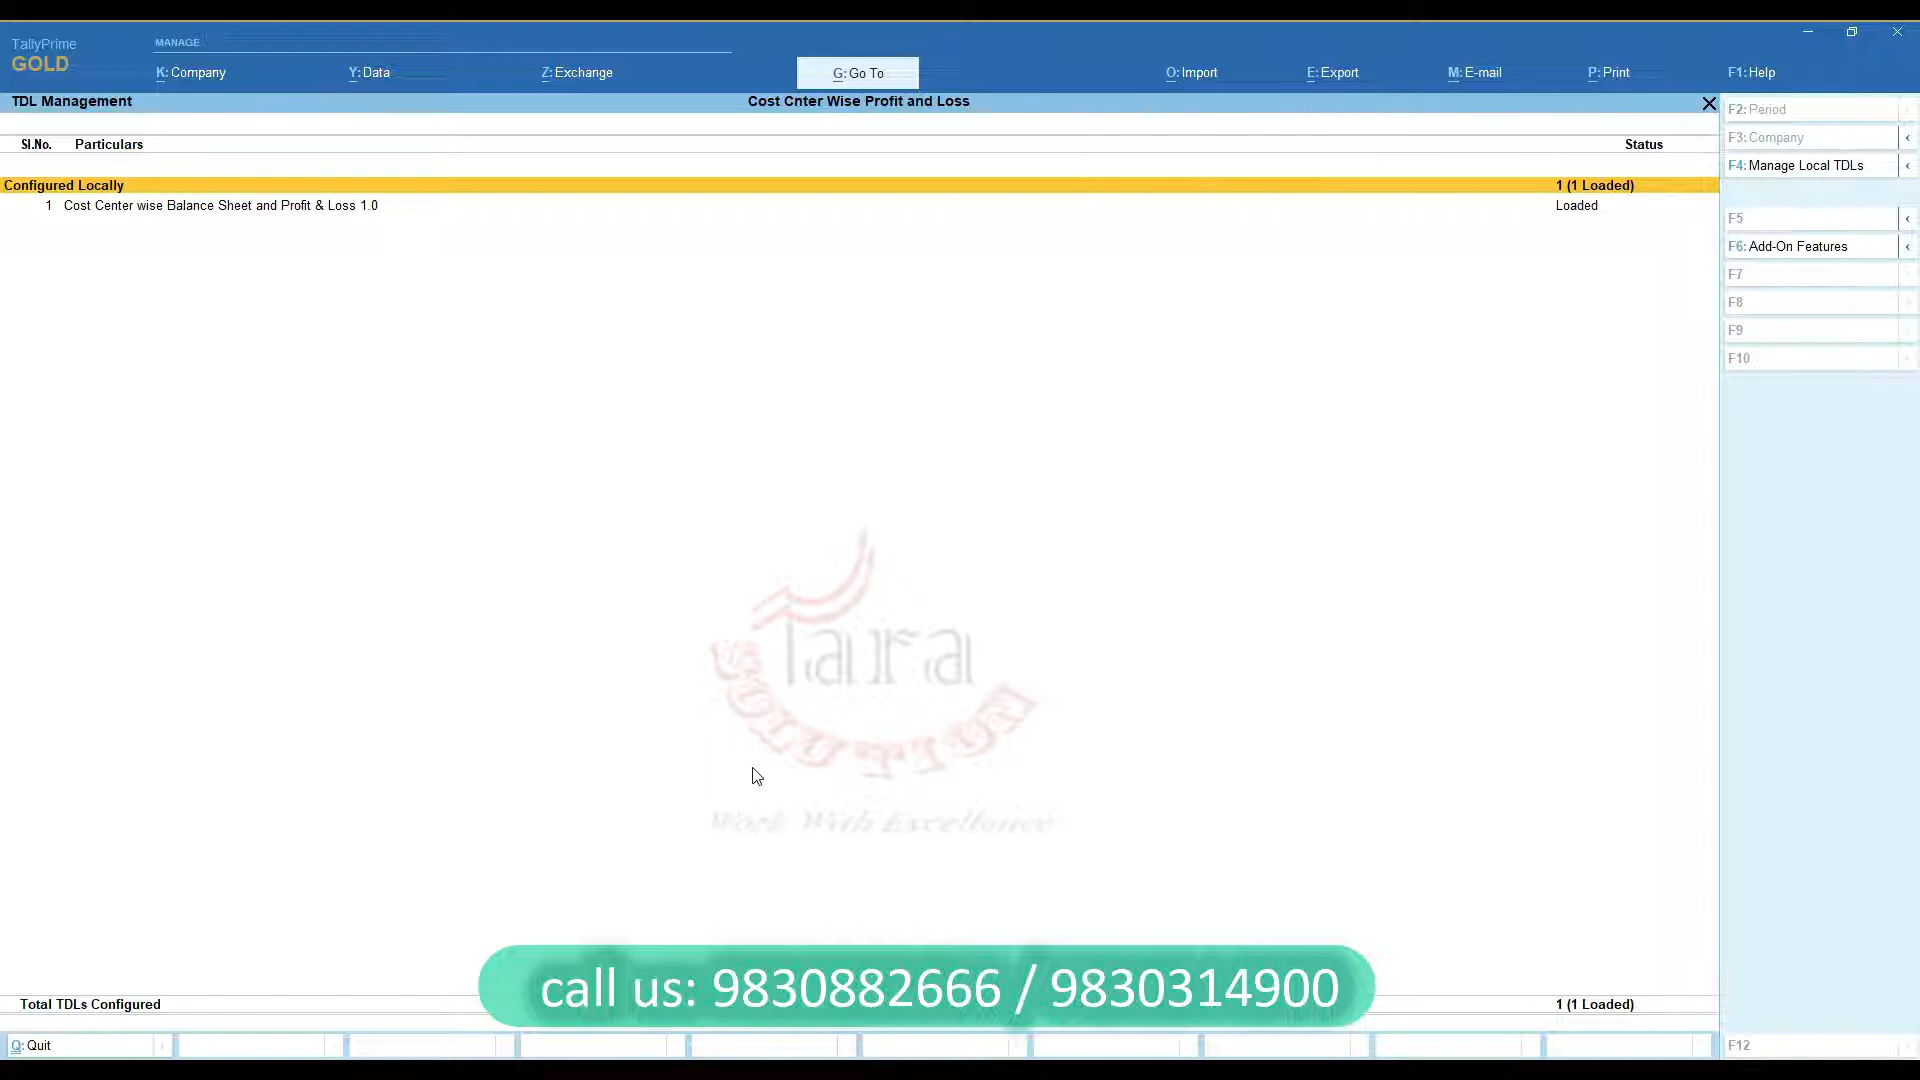 TallyPrime
GOLD
MANAGE
K: Company
Y: Data
Z: Exchange
G: Go To
O: Import
E: Export
M: E-mail
P: Print
F1: Help
TDL Management
Cost Cnter Wise Profit and Loss
Sl.No. Particulars
Status
Configured Locally
1 (1 Loaded)
1 Cost Center wise Balance Sheet and Profit & Loss 1.0
Loaded
F2: Period
F3: Company
F4: Manage Local TDLs
F5
F6: Add-On Features
F7
F8
F9
F10
Tara
SOLUTION
Work With Excellence
call us: 9830882666 / 9830314900
Total TDLs Configured
1 (1 Loaded)
Q: Quit
F12